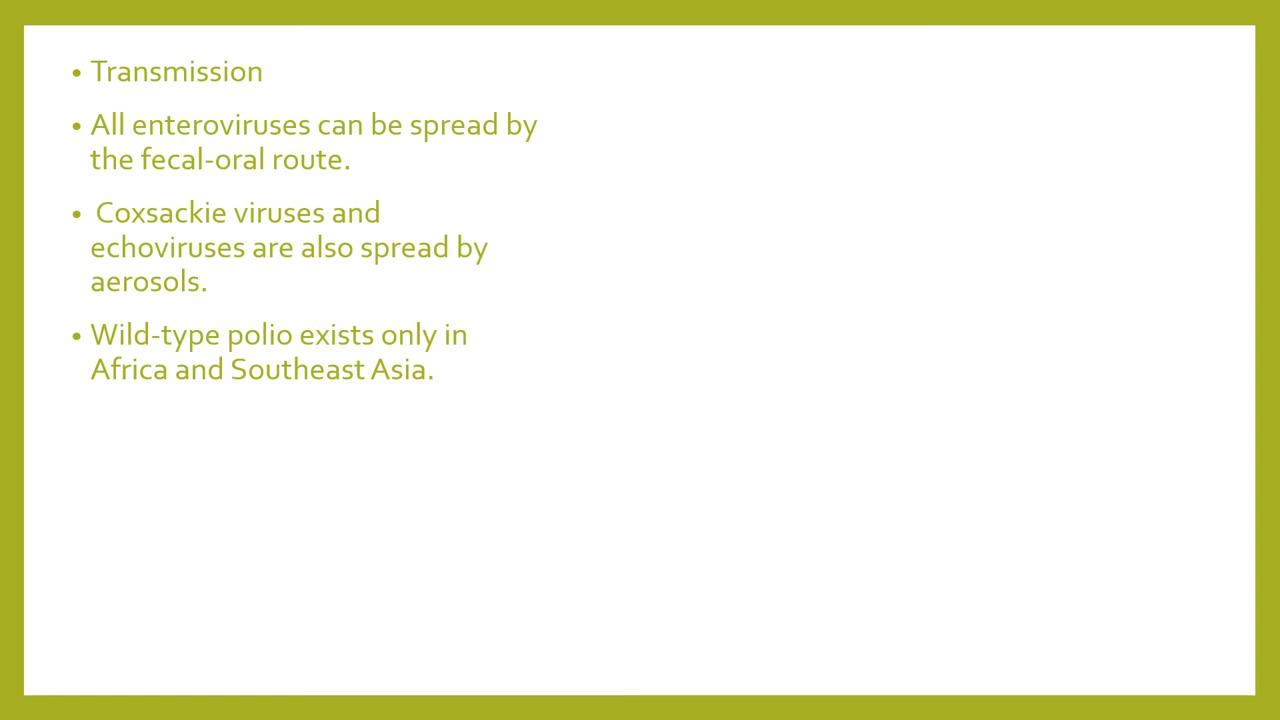 • Transmission
• All enteroviruses can be spread by
the fecal-oral route.
• Coxsackie viruses and
echoviruses are also spread by
aerosols.
• Wild-type polio exists only in
Africa and Southeast Asia.